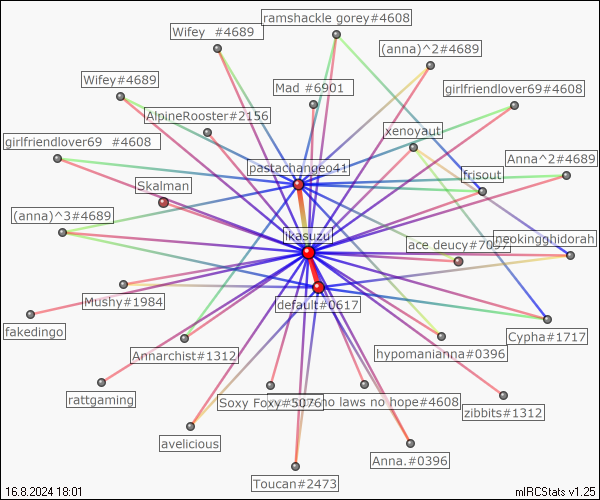 ramshackle gorey#4608
Wifey   #4689
(anna)^2#4689
Wifey#4689
Mad #6901
girlfriendlover69#4608
AlpineRooster#2156
xenoyaut
girlfriendlover69  #4608
pastachangeo41
Anna^2#4689
frisout
Skalman
(anna)^3#4689
ikasuzu
ace deucy#7097
neokingghidorah
Mushy#1984
default#0617
fakedingo
Cypha#1717
Annarchist#1312
hypomanianna#0396
rattgaming
Soxy Foxy#5076
no laws no hope#4608
zibbits#1312
avelicious
Anna.#0396
Toucan#2473
16.8.2024 18:01
mIRCStats v1.25